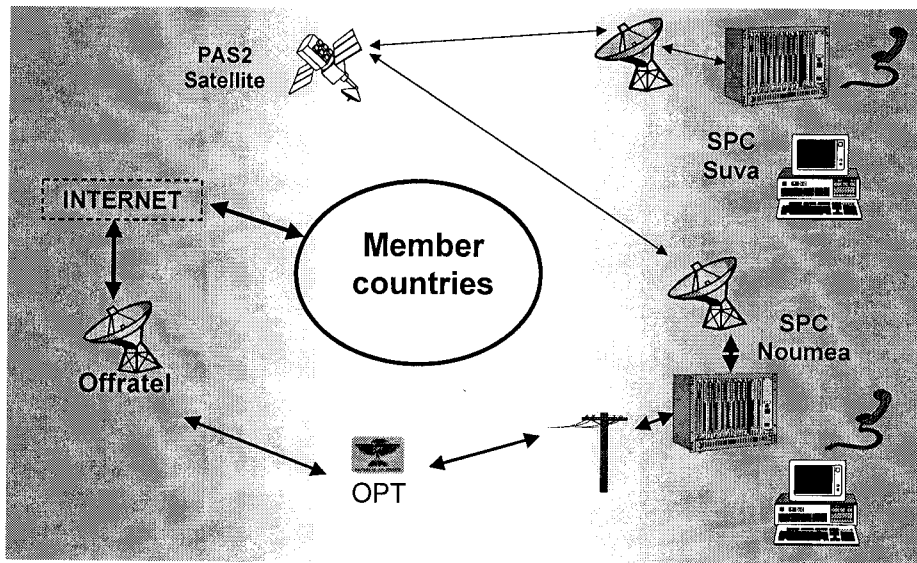 PAS2
Satellite
SPC
Suva
INTERNET
Member
countries
SPC
Noumea
Offratel
OPT